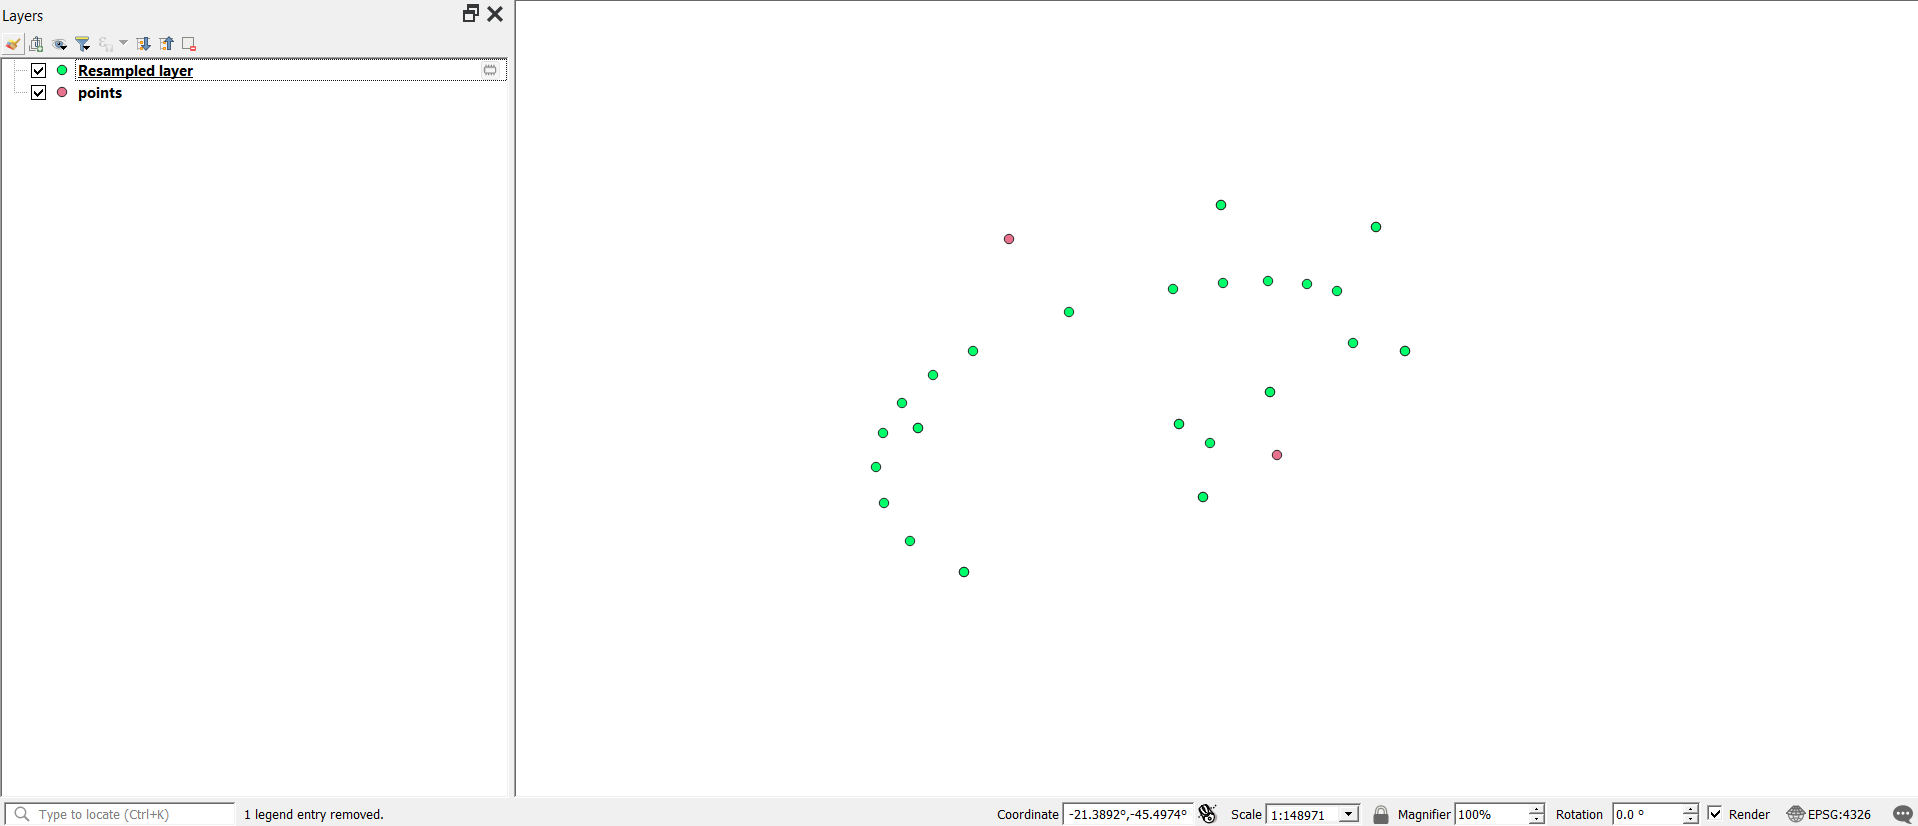 Layers
Resampled layer
points
Type to locate (Ctrl+K) 1 legend entry removed. Coordinate -21.3892°,-45.4974° Scale 1:148971 Magnifier 100% Rotation 0.0 ° Render EPSG:4326